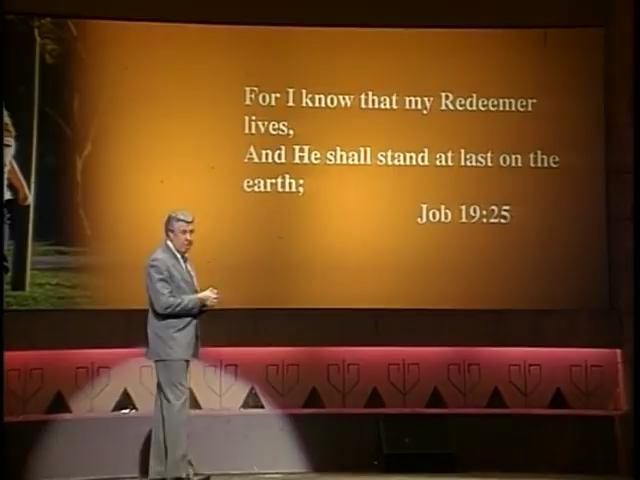 For I know that my Redeemer
lives,
And He shall stand at last on the
earth;
Job 19:25